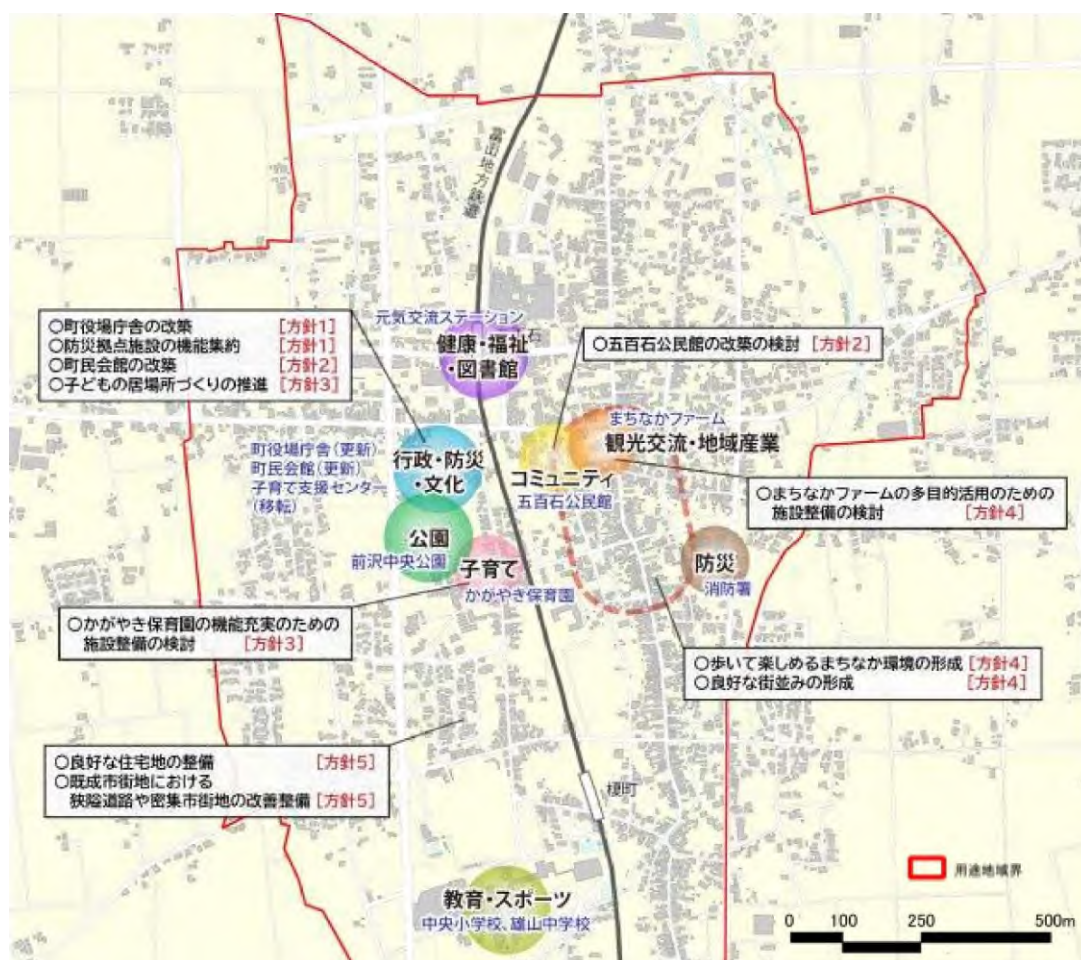 富山地方鉄道
○町役場庁舎の改築 [方針1]
○防災拠点施設の機能集約 [方針1]
○町民会館の改築 [方針2]
○子どもの居場所づくりの推進 [方針3]
元気交流ステーション
健康・福祉
・図書館
石
○五百石公民館の改築の検討 [方針2]
まちなかファーム
観光交流・地域産業
町役場庁舎(更新)
町民会館(更新)
子育て支援センター
(移転)
行政・防災
・文化
コミュニティ
五百石公民館
○まちなかファームの多目的活用のための
施設整備の検討 [方針4]
公園
前沢中央公園
子育て
かがやき保育園
防災
消防署
○かがやき保育園の機能充実のための
施設整備の検討 [方針3]
○歩いて楽しめるまちなか環境の形成 [方針4]
○良好な街並みの形成 [方針4]
○良好な住宅地の整備 [方針5]
○既成市街地における
狭隘道路や密集市街地の改善整備 [方針5]
榎町
教育・スポーツ
中央小学校、雄山中学校
用途地域界
0 100 250 500m